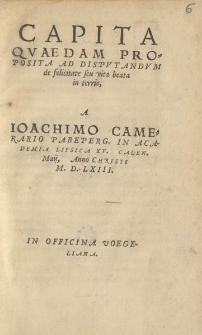 6
CAPITA
QVAEDAM PRO-
POSITA AD DISPVTANDVM
de felicitate seu vita beata
in terris,
A
IOACHIMO CAME-
RARIO PABEPERG. IN ACA-
DEMIA LIPSICA XV. CALEN.
Maij, Anno CHRISTI
M. D. LXIII.
IN OFFICINA VOEGE-
LIANA.